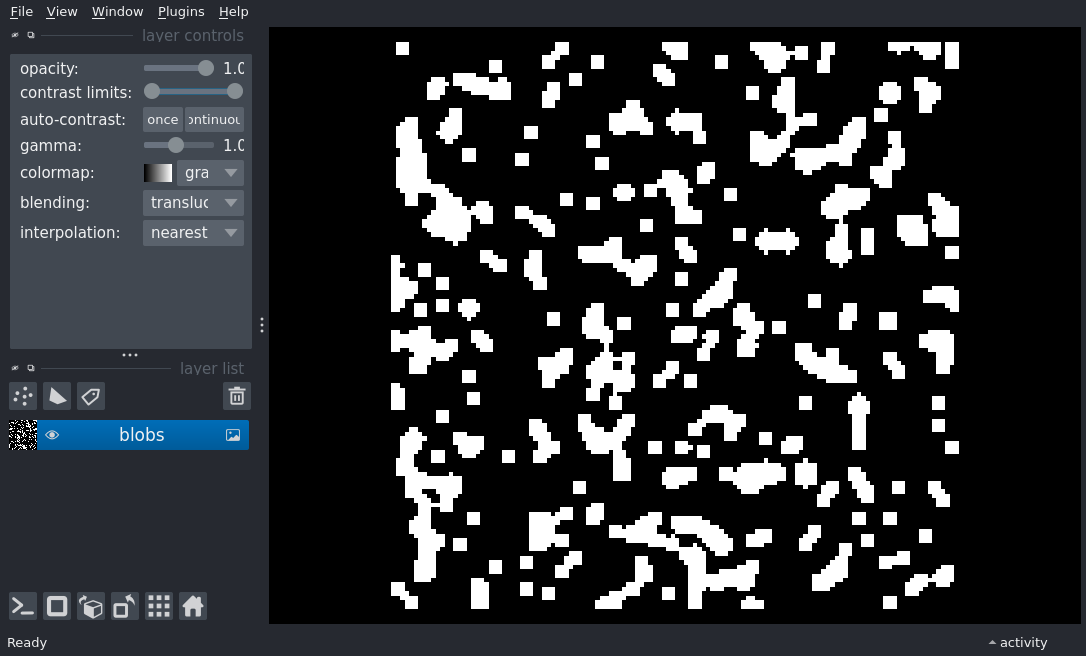 File View Window Plugins Help
layer controls
opacity: 1.0
contrast limits:
auto-contrast: once ontinuou
gamma: 1.0
colormap: gra
blending: transluc
interpolation: nearest
layer list
blobs
Ready activity